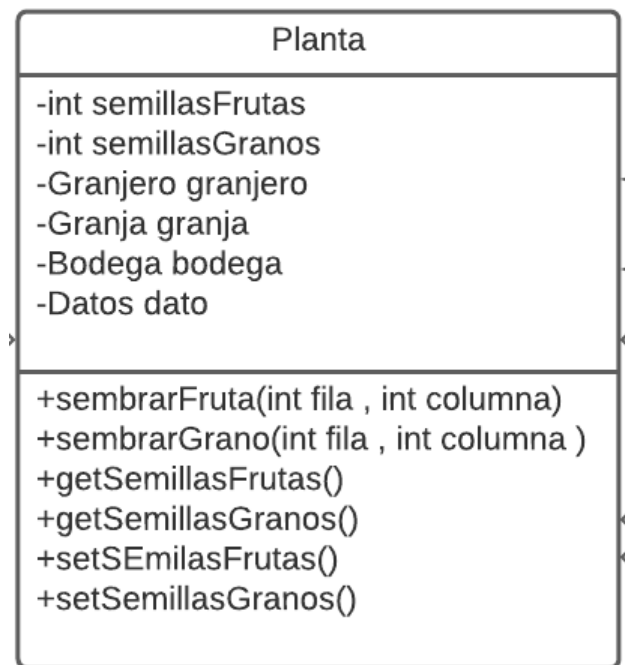 Planta
-int semillasFrutas
-int semillasGranos
-Granjero granjero
-Granja granja
-Bodega bodega
-Datos dato
+sembrarFruta(int fila , int columna)
+sembrarGrano(int fila , int columna )
+getSemillasFrutas()
+getSemillasGranos()
+setSEmilasFrutas()
+setSemillasGranos()